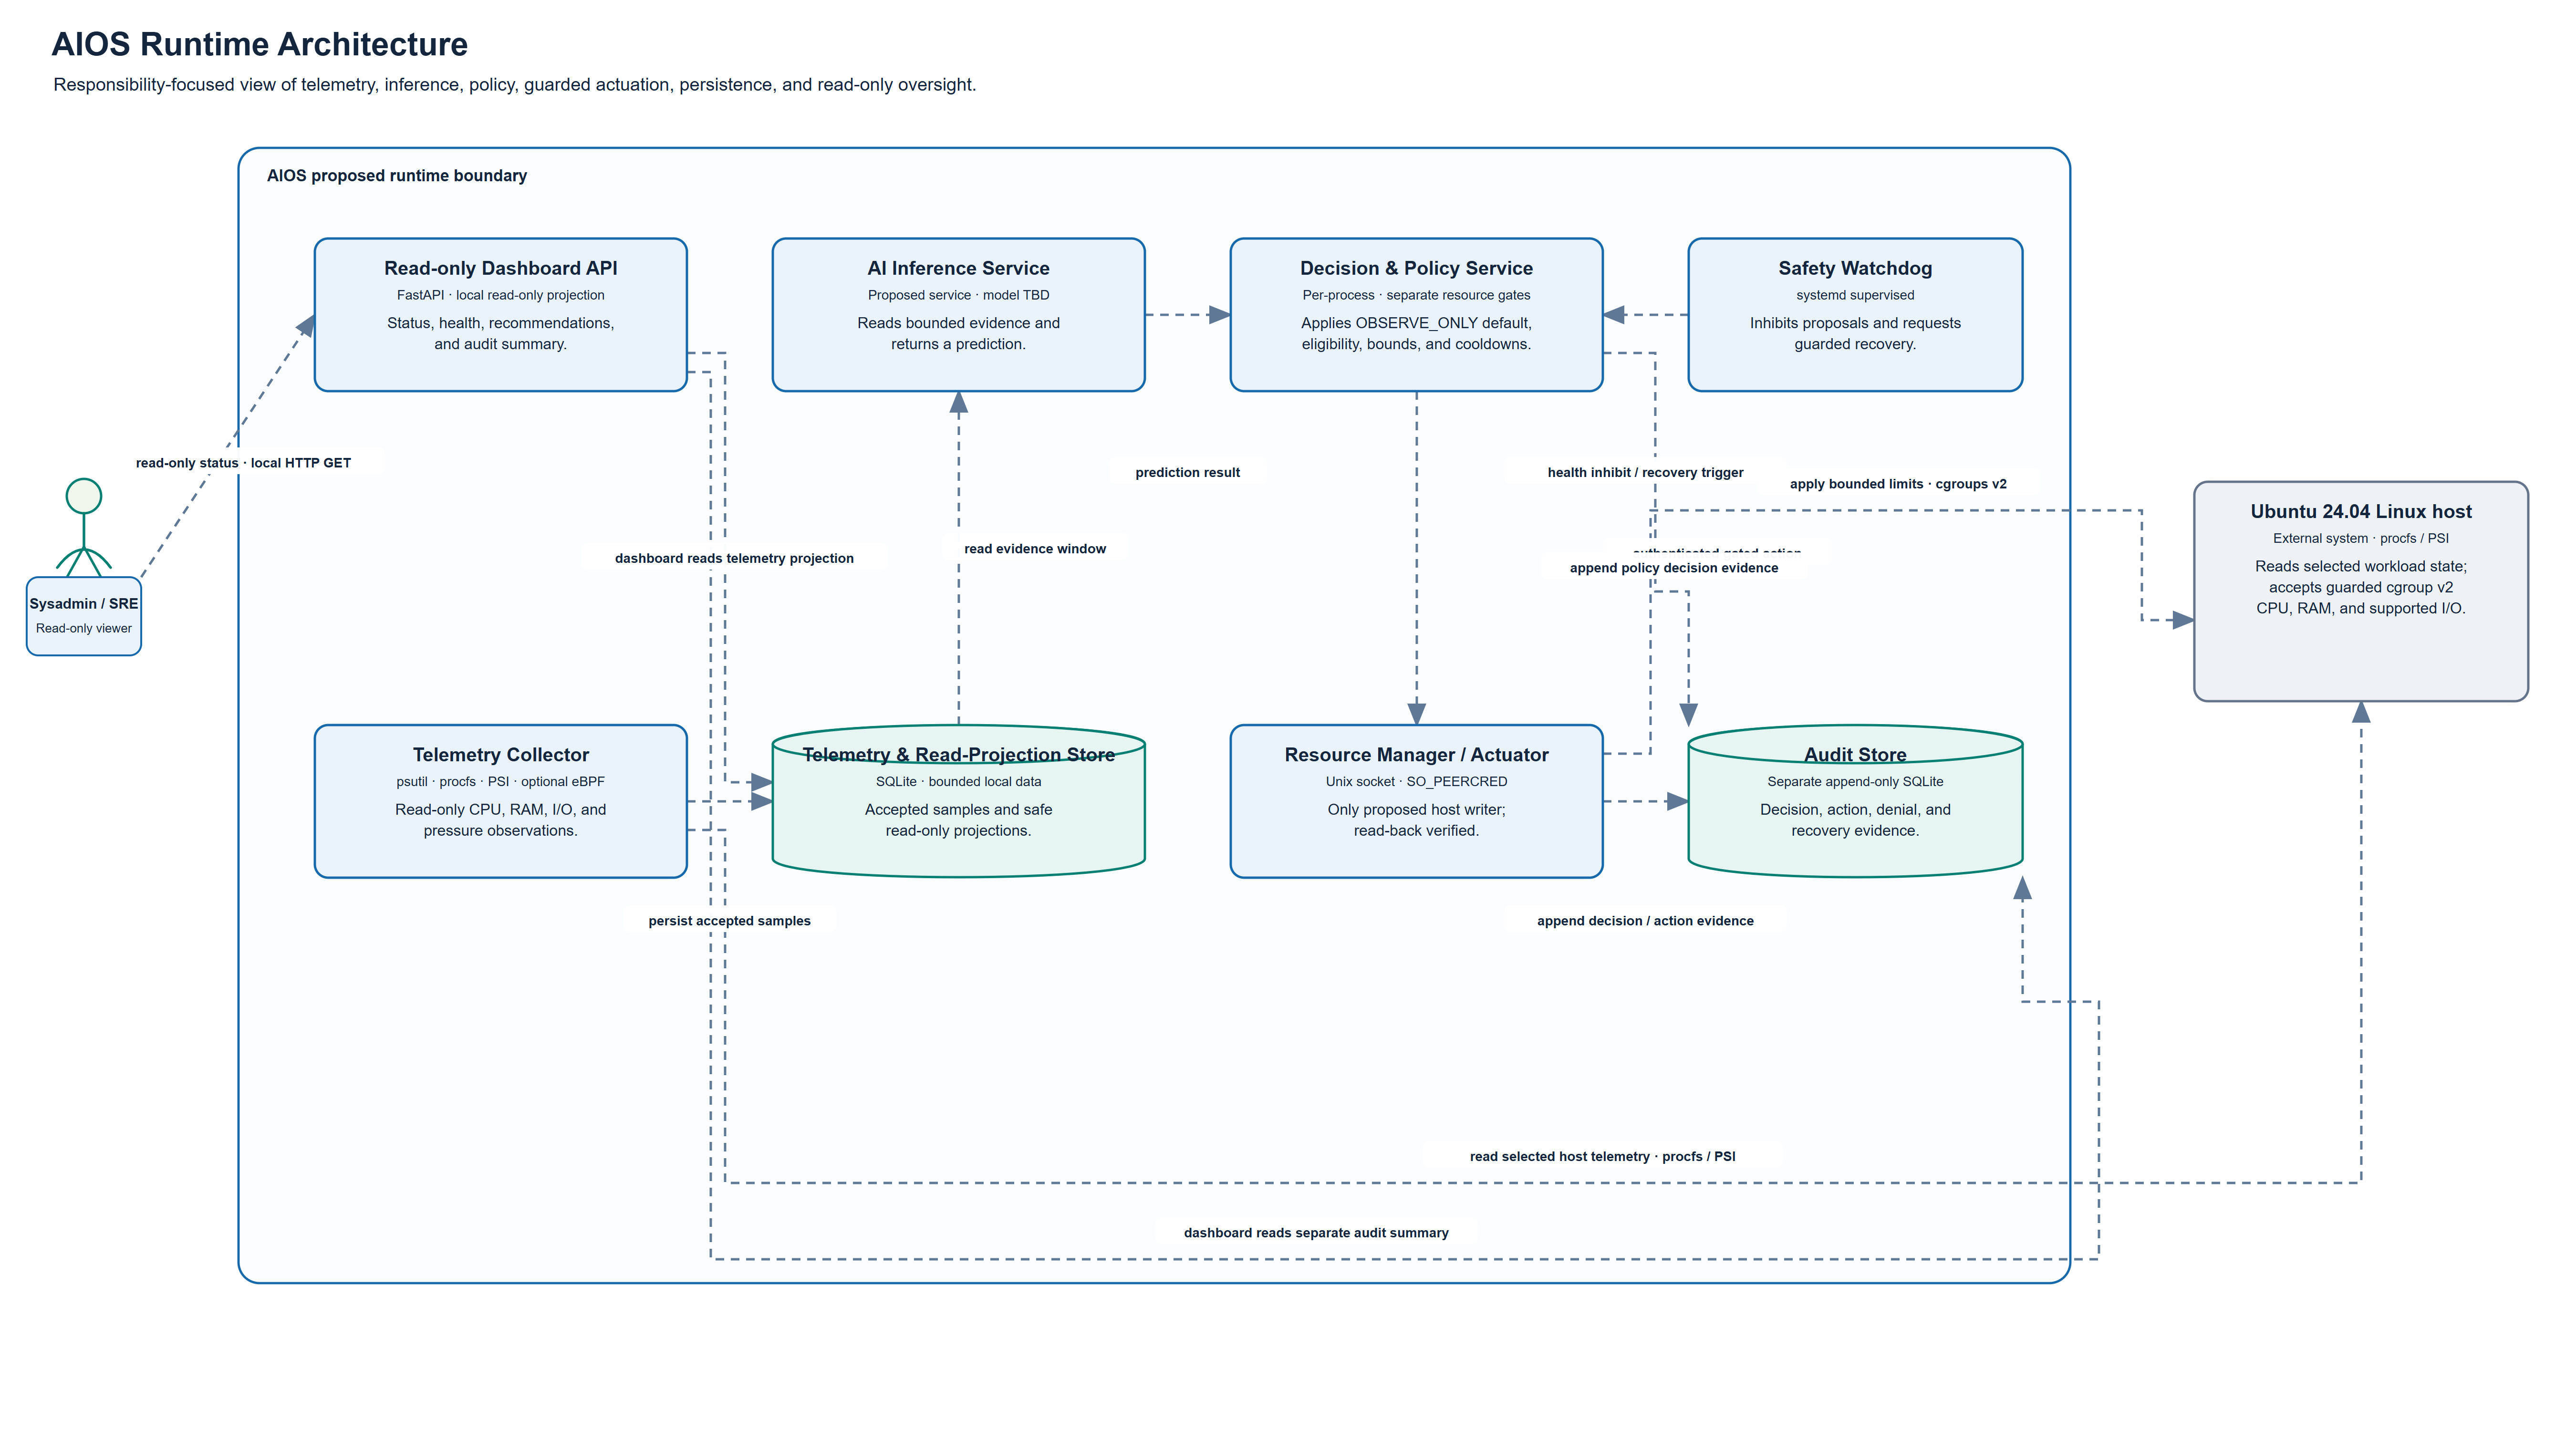 AIOS Runtime Architecture
Responsibility-focused view of telemetry, inference, policy, guarded actuation, persistence, and read-only oversight.
AIOS proposed runtime boundary
Read-only Dashboard API
FastAPI · local read-only projection
Status, health, recommendations,
and audit summary.
AI Inference Service
Proposed service · model TBD
Reads bounded evidence and
returns a prediction.
Decision & Policy Service
Per-process · separate resource gates
Applies OBSERVE_ONLY default,
eligibility, bounds, and cooldowns.
Safety Watchdog
systemd supervised
Inhibits proposals and requests
guarded recovery.
read-only status · local HTTP GET
prediction result
health inhibit / recovery trigger
apply bounded limits · cgroups v2
Ubuntu 24.04 Linux host
External system · procfs / PSI
Reads selected workload state;
accepts guarded cgroup v2
CPU, RAM, and supported I/O.
dashboard reads telemetry projection
read evidence window
authenticated gated action
append policy decision evidence
Sysadmin / SRE
Read-only viewer
Telemetry Collector
psutil · procfs · PSI · optional eBPF
Read-only CPU, RAM, I/O, and
pressure observations.
Telemetry & Read-Projection Store
SQLite · bounded local data
Accepted samples and safe
read-only projections.
Resource Manager / Actuator
Unix socket · SO_PEERCRED
Only proposed host writer;
read-back verified.
Audit Store
Separate append-only SQLite
Decision, action, denial, and
recovery evidence.
persist accepted samples
append decision / action evidence
read selected host telemetry · procfs / PSI
dashboard reads separate audit summary